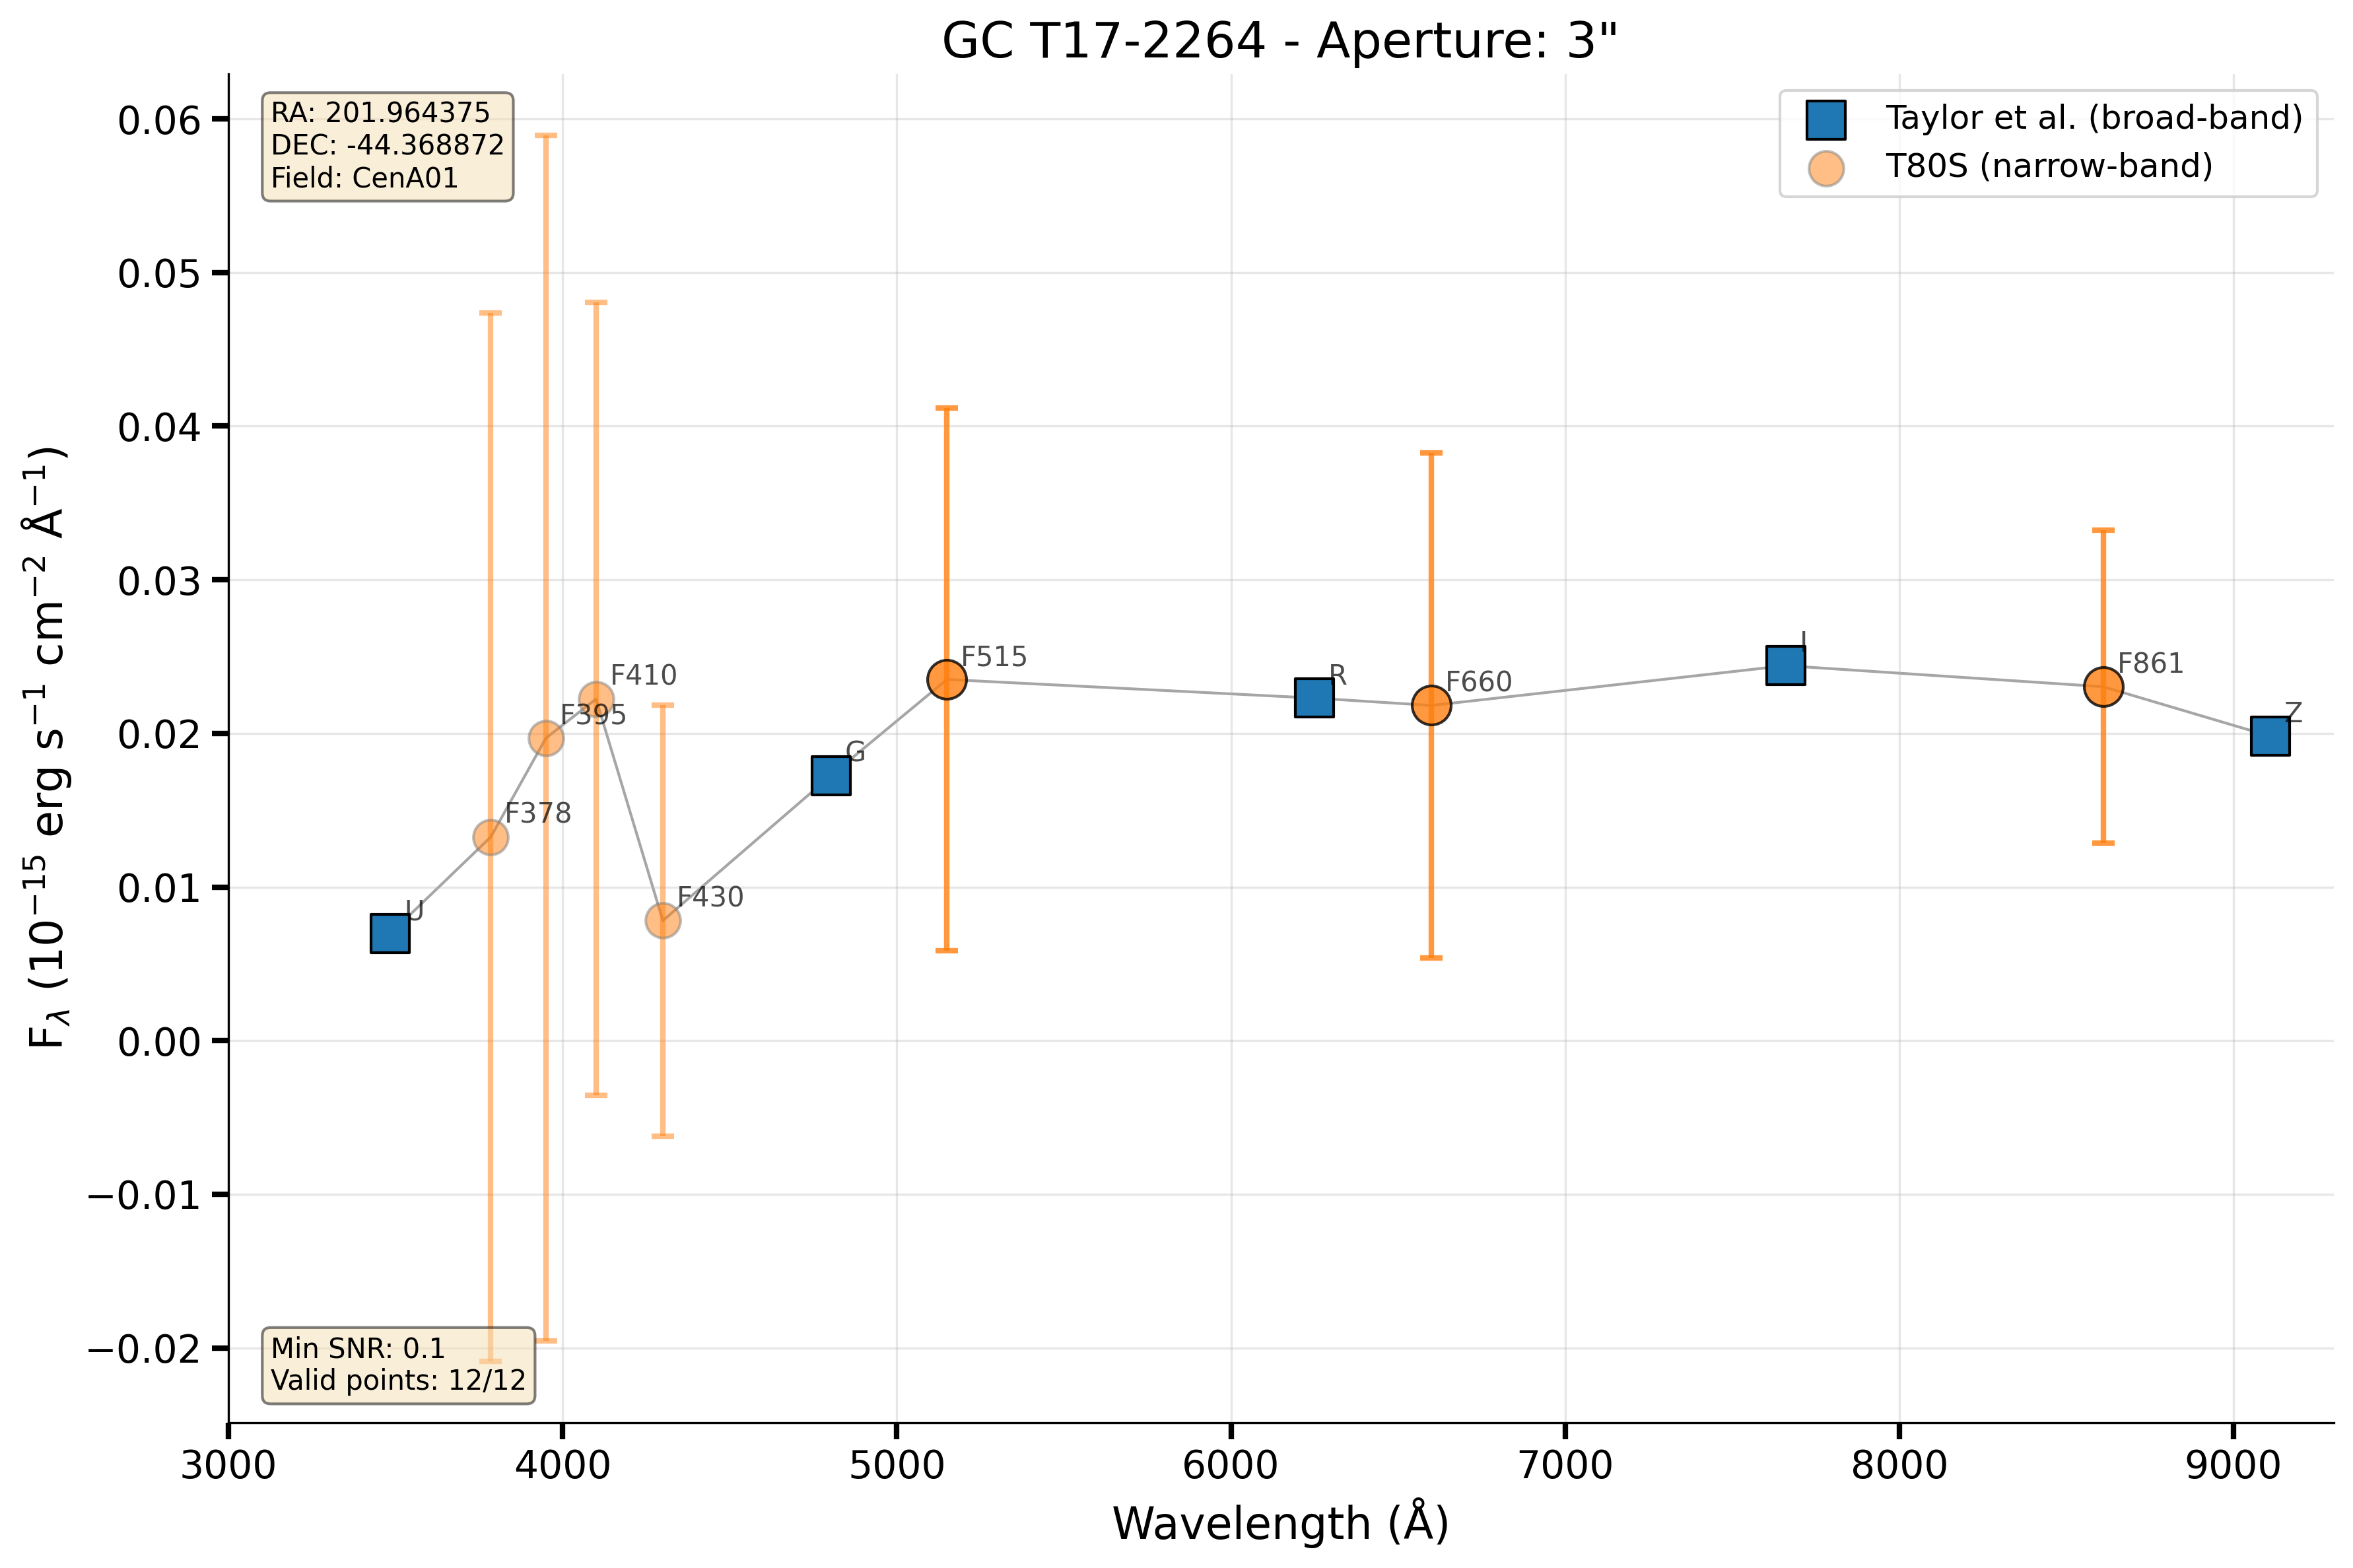 GC T17-2264 - Aperture: 3"
RA: 201.964375
DEC: -44.368872
Field: CenA01
Taylor et al. (broad-band)
T80S (narrow-band)
0.06
0.05
0.04
0.03
0.02
0.01
0.00
−0.01
−0.02
F$_λ$ (10$^{−15}$ erg s$^{−1}$ cm$^{−2}$ Å$^{−1}$)
U
F378
F395
F410
F430
G
F515
R
F660
I
F861
Z
Min SNR: 0.1
Valid points: 12/12
3000 4000 5000 6000 7000 8000 9000
Wavelength (Å)